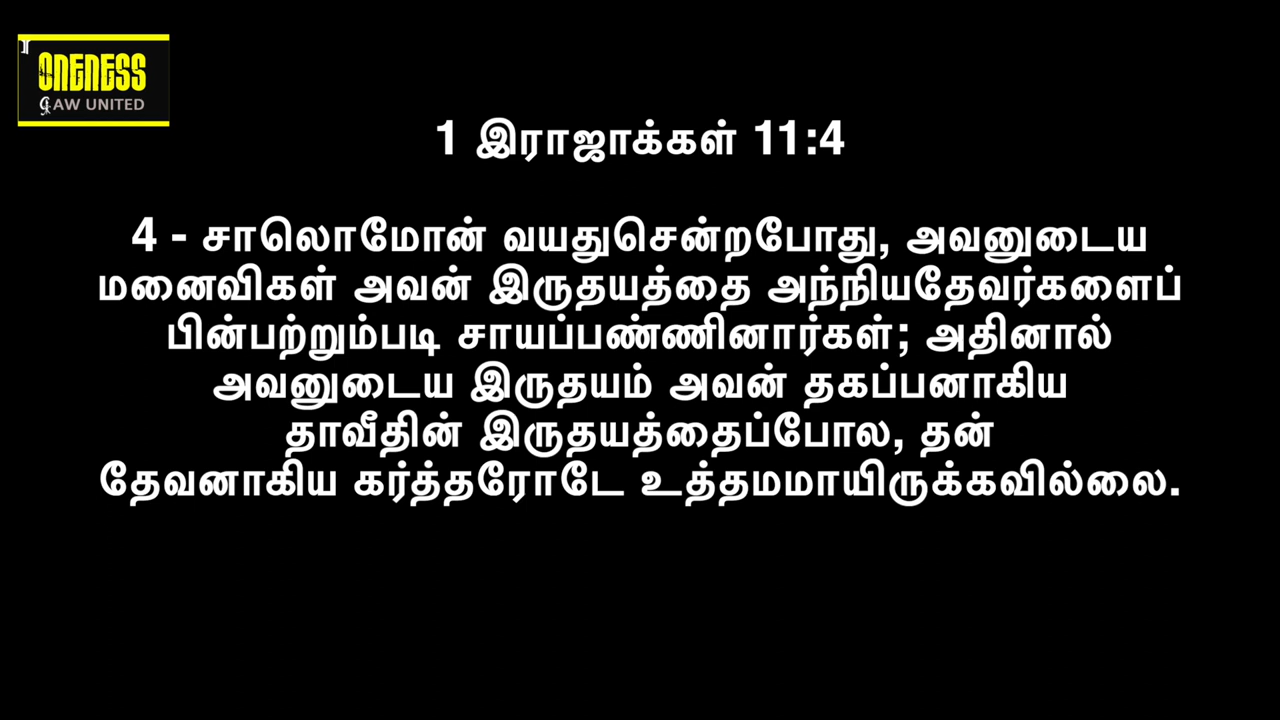 ONENESS
GAW UNITED
1 இராஜாக்கள் 11:4
4 - சாலொமோன் வயதுசென்றபோது, அவனுடைய
மனைவிகள் அவன் இருதயத்தை அந்நியதேவர்களைப்
பின்பற்றும்படி சாயப்பண்ணினார்கள்; அதினால்
அவனுடைய இருதயம் அவன் தகப்பனாகிய
தாவீதின் இருதயத்தைப்போல, தன்
தேவனாகிய கர்த்தரோடே உத்தமமாயிருக்கவில்லை.